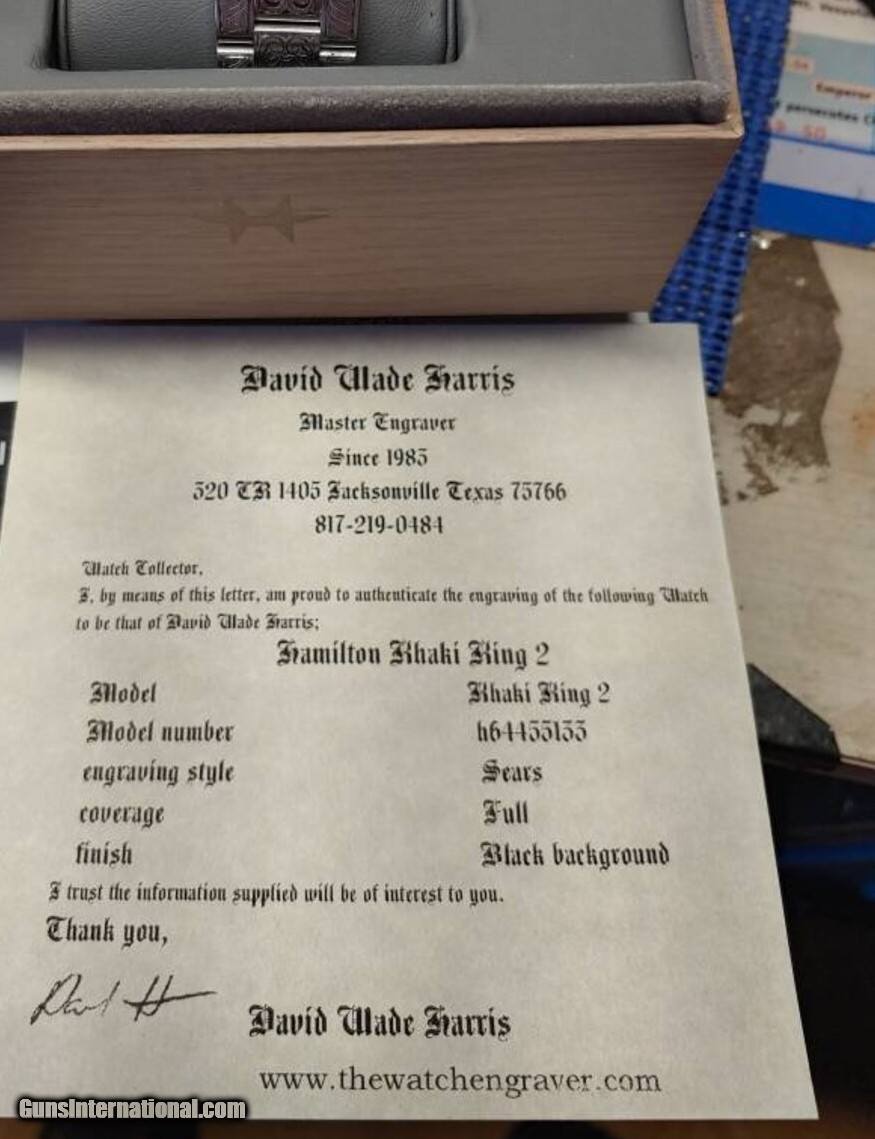 Emperor
persecutes
David Wade Harris
Master Engraver
Since 1985
520 CR 1405 Jacksonville Texas 75766
817-219-0484
Watch Collector,
I, by means of this letter, am proud to authenticate the engraving of the following Watch
to be that of David Wade Harris;
Hamilton Khaki King 2
Model Khaki King 2
Model number h64455133
engraving style Sears
coverage Full
finish Black background
I trust the information supplied will be of interest to you.
Thank you,
David Wade Harris
www.thewatchengraver.com
GunsInternational.com